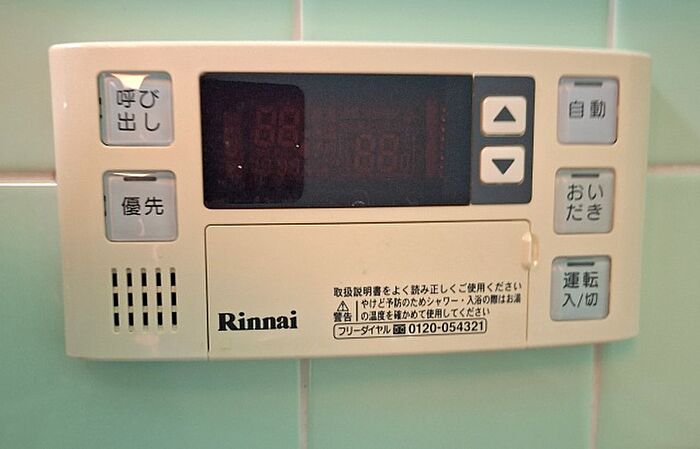 呼び
出し
優先
自動
おい
だき
運転
入/切
Rinnai
取扱説明書をよく読み正しくご使用ください
警告
やけど予防のためシャワー・入浴の際はお湯
の温度を確かめて使用してください
フリーダイヤル 0120-054321